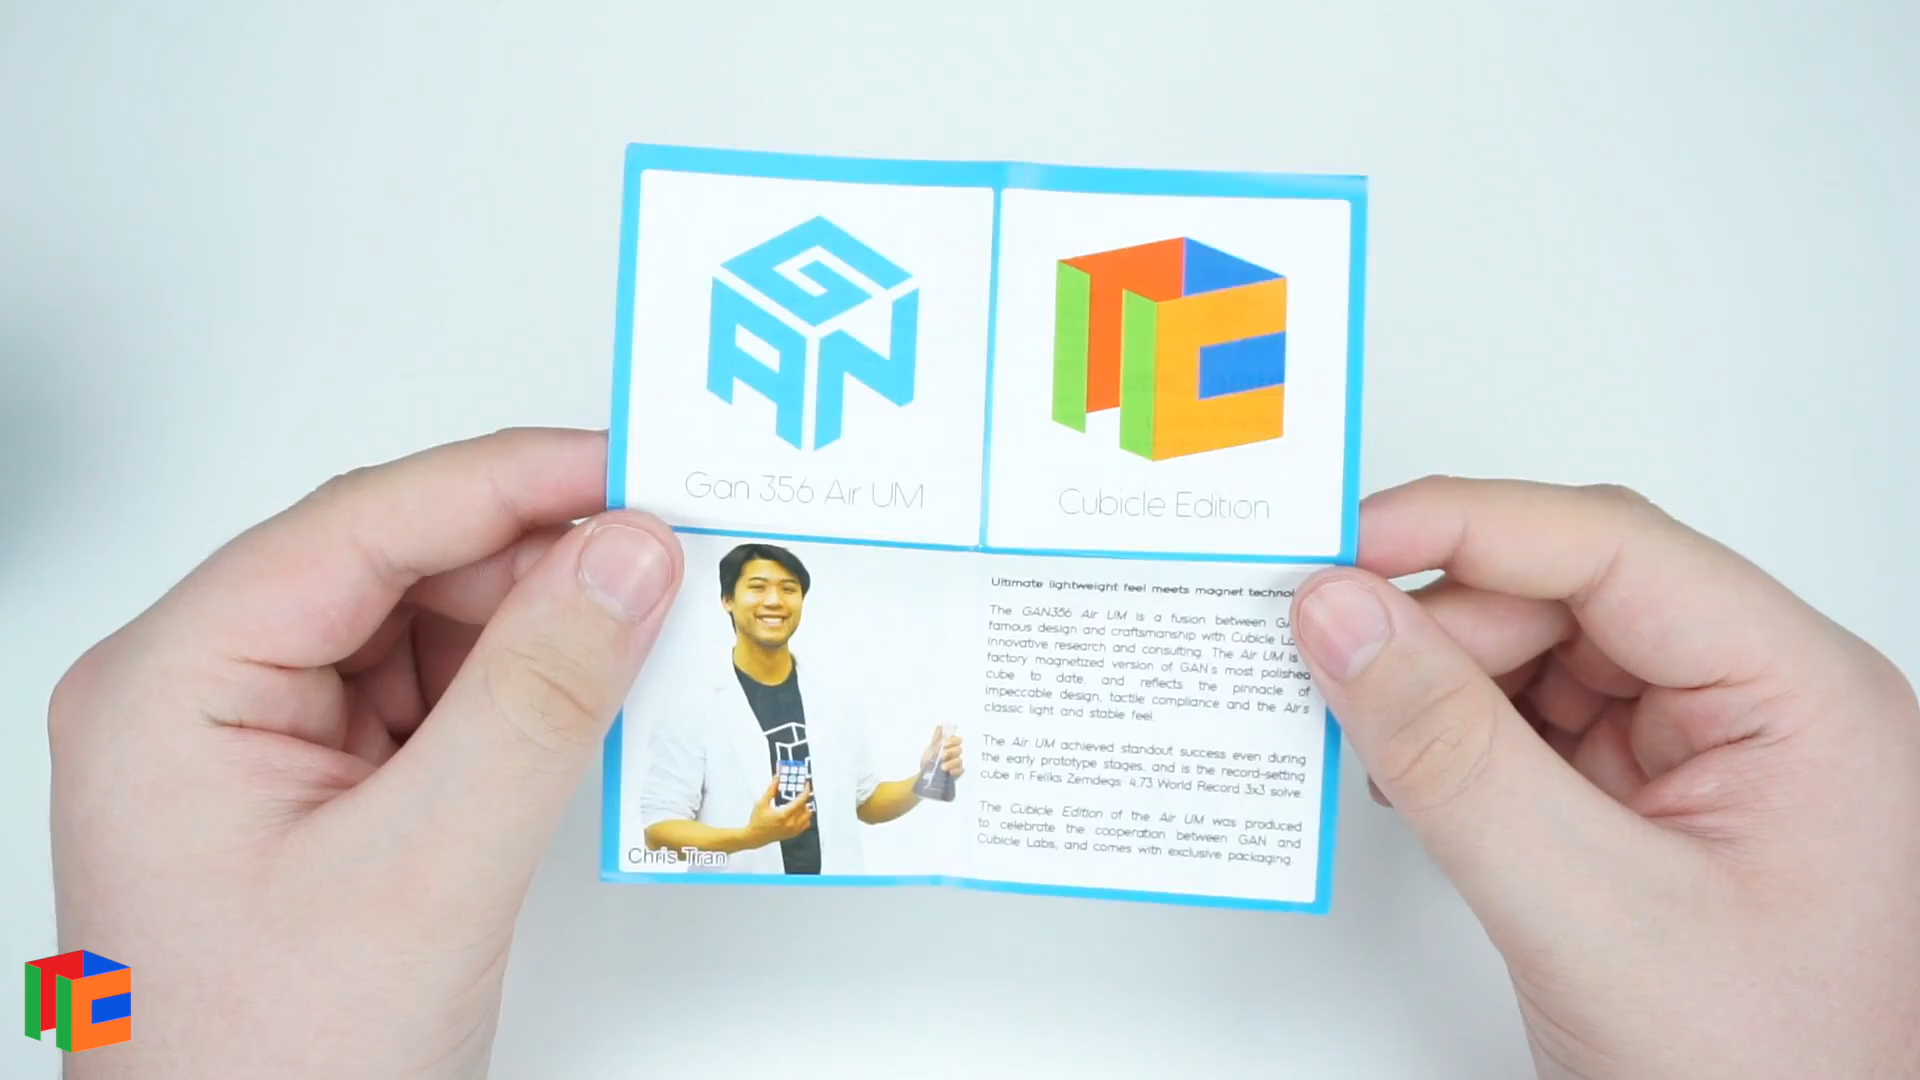 GAN
Gan 356 Air UM
Cubicle Edition
Chris Tran
Ultimate lightweight feel meets magnet
The GAN356 Air UM is a fusion between
famous design and craftsmanship with Cubicle
innovative research and consulting. The Air UM is
factory magnetized version of GAN's most polished
cube to date, and reflects the pinnacle of
impeccable design, tactile compliance and the Air's
classic light and stable feel.
The Air UM achieved standout success even during
the early prototype stages, and is the record-setting
cube in Feliks Zemdegs' 4.73 World Record 3x3 solve.
The Cubicle Edition of the Air UM was produced
to celebrate the cooperation between GAN and
Cubicle Labs, and comes with exclusive packaging.